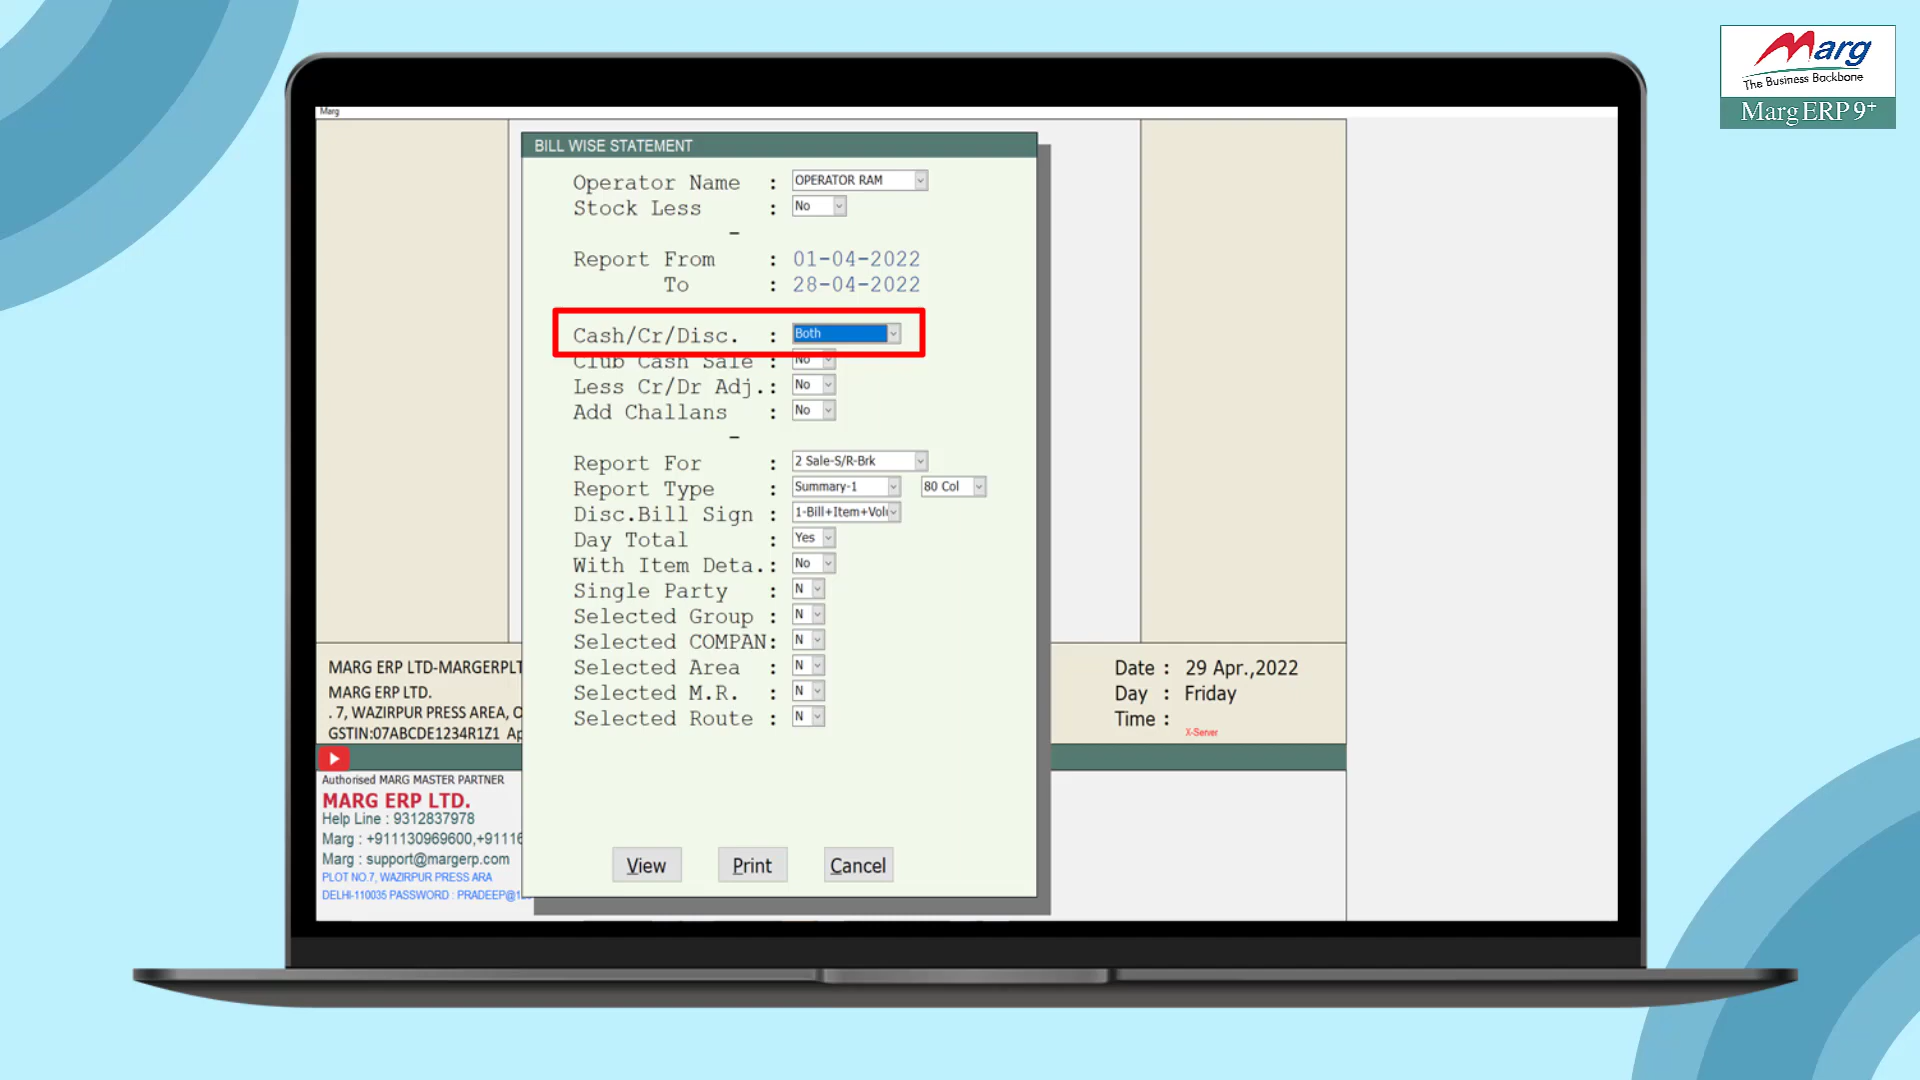 Marg
The Business Backbone
Marg ERP 9+
Marg
BILL WISE STATEMENT
Operator Name : OPERATOR RAM
Stock Less : No
-
Report From : 01-04-2022
To : 28-04-2022
Cash/Cr/Disc. : Both
Club Cash Sale : No
Less Cr/Dr Adj.: No
Add Challans : No
-
Report For : 2 Sale-S/R-Brk
Report Type : Summary-1 80 Col
Disc.Bill Sign : 1-Bill+Item+Volu
Day Total : Yes
With Item Deta.: No
Single Party : N
Selected Group : N
Selected COMPAN: N
Selected Area : N
Selected M.R. : N
Selected Route : N
View Print Cancel
MARG ERP LTD-MARGERPLT
MARG ERP LTD.
. 7, WAZIRPUR PRESS AREA, O
GSTIN:07ABCDE1234R1Z1 Ap
Date : 29 Apr.,2022
Day : Friday
Time :
X-Server
Authorised MARG MASTER PARTNER
MARG ERP LTD.
Help Line : 9312837978
Marg : +911130969600,+9111
Marg : support@margerp.com
PLOT NO.7, WAZIRPUR PRESS ARA
DELHI-110035 PASSWORD : PRADEEP@1